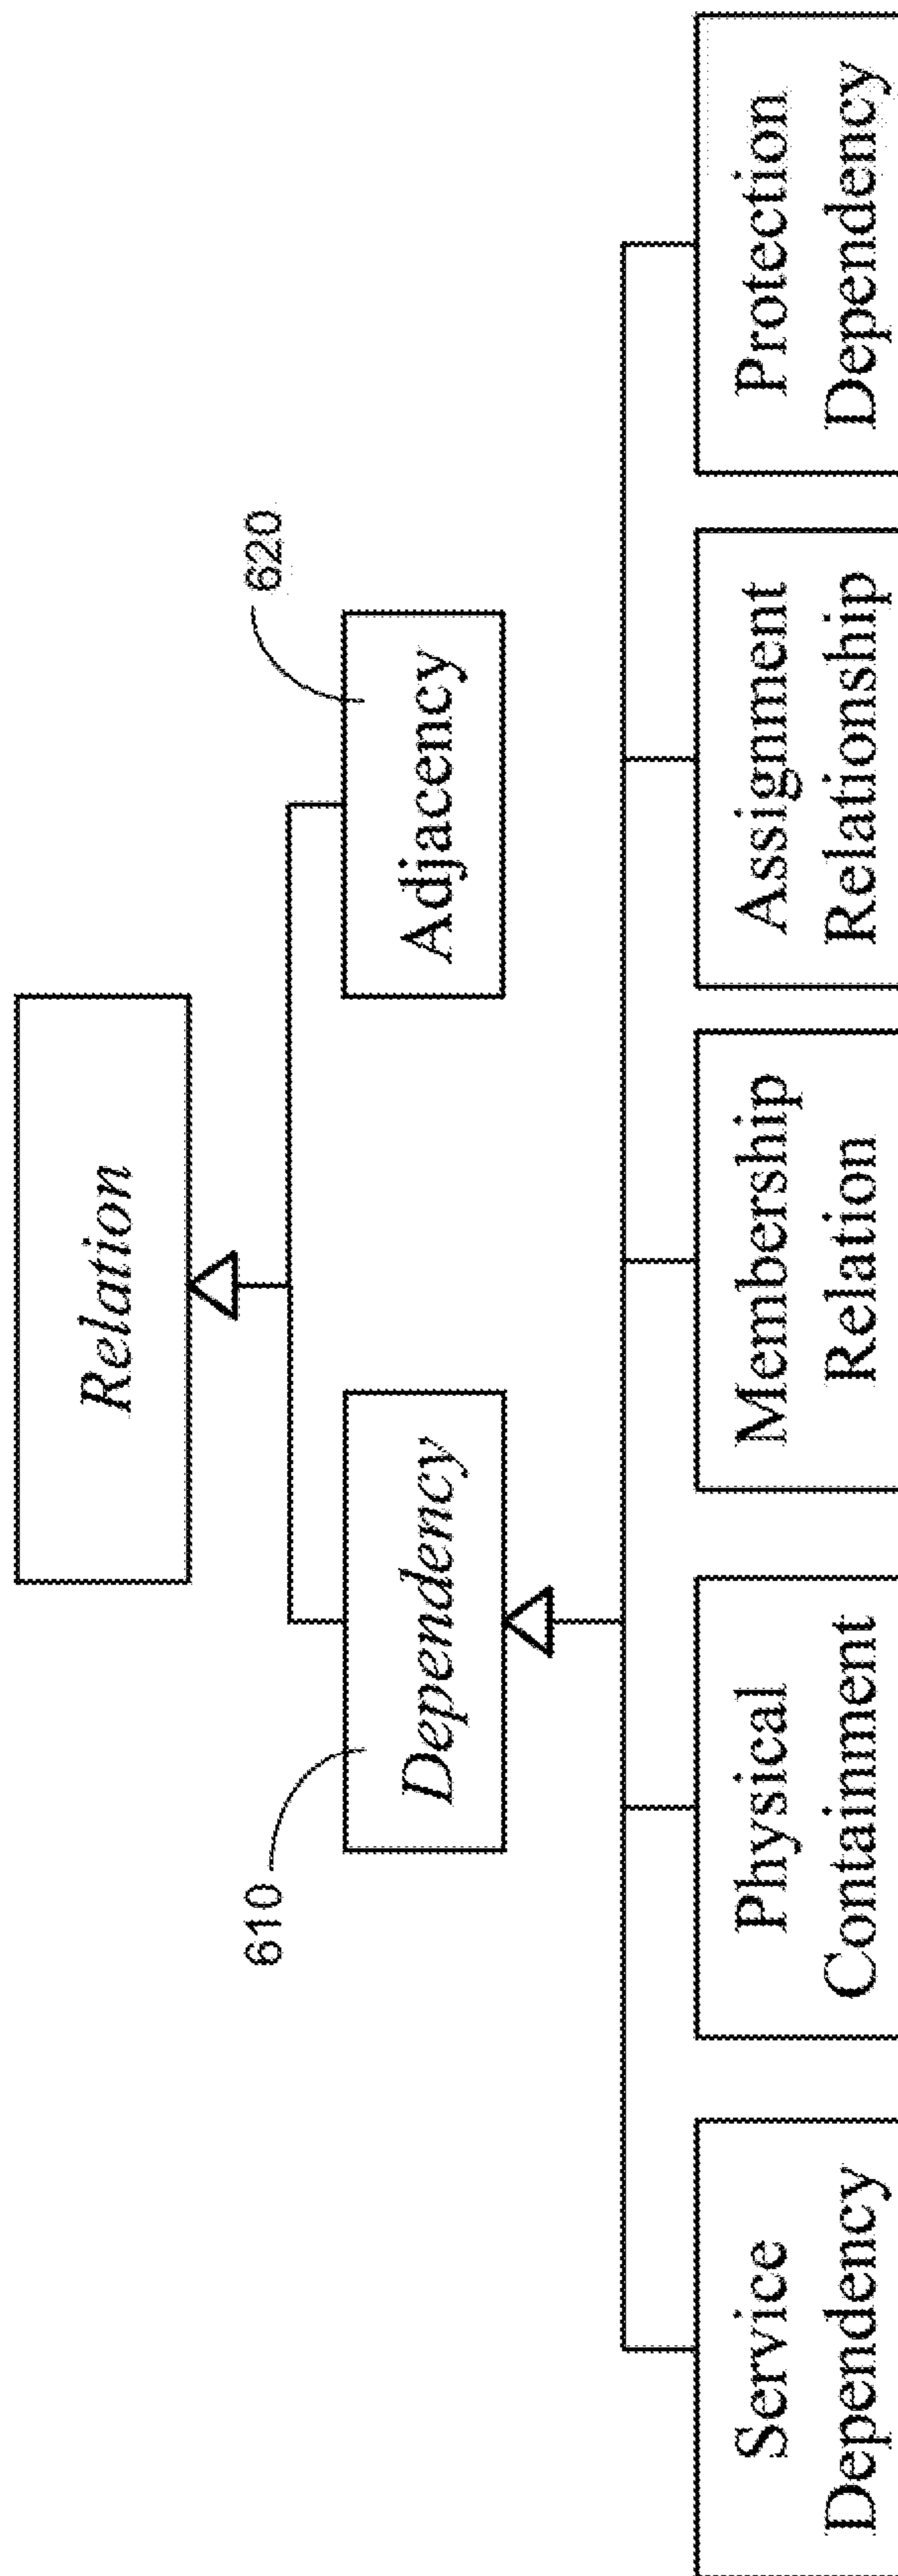 Relation
620
610
Dependency
Adjacency
Service
Dependency
Physical
Containment
Membership
Relation
Assignment
Relationship
Protection
Dependency